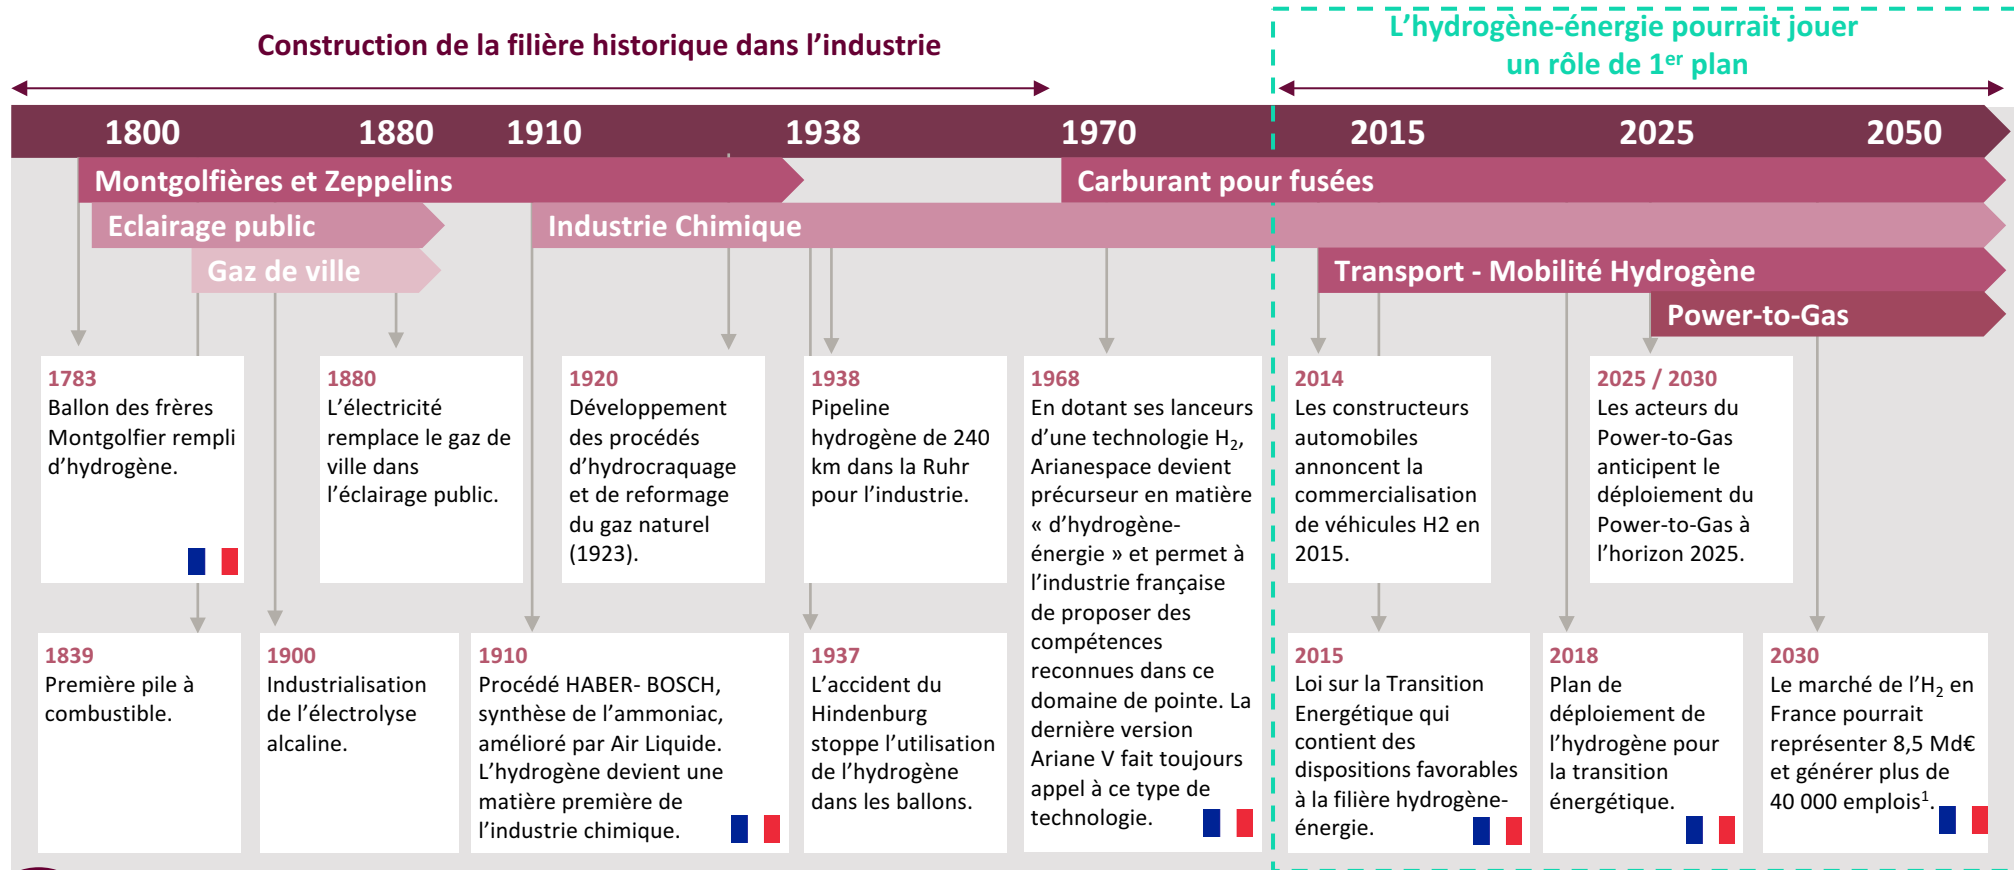 Construction de la filière historique dans l’industrie
L’hydrogène-énergie pourrait jouer
un rôle de 1er plan
1800 1880 1910 1938 1970 2015 2025 2050
Montgolfières et Zeppelins
Carburant pour fusées
Eclairage public
Industrie Chimique
Gaz de ville
Transport - Mobilité Hydrogène
Power-to-Gas
1783
Ballon des frères
Montgolfier rempli
d’hydrogène.
1880
L’électricité
remplace le gaz de
ville dans
l’éclairage public.
1920
Développement
des procédés
d’hydrocraquage
et de reformage
du gaz naturel
(1923).
1938
Pipeline
hydrogène de 240
km dans la Ruhr
pour l’industrie.
1968
En dotant ses lanceurs
d’une technologie H2,
Arianespace devient
précurseur en matière
« d’hydrogène-
énergie » et permet à
l’industrie française
de proposer des
compétences
reconnues dans ce
domaine de pointe. La
dernière version
Ariane V fait toujours
appel à ce type de
technologie.
2014
Les constructeurs
automobiles
annoncent la
commercialisation
de véhicules H2 en
2015.
2025 / 2030
Les acteurs du
Power-to-Gas
anticipent le
déploiement du
Power-to-Gas à
l’horizon 2025.
1839
Première pile à
combustible.
1900
Industrialisation
de l’électrolyse
alcaline.
1910
Procédé HABER- BOSCH,
synthèse de l’ammoniac,
amélioré par Air Liquide.
L’hydrogène devient une
matière première de
l’industrie chimique.
1937
L’accident du
Hindenburg
stoppe l’utilisation
de l’hydrogène
dans les ballons.
2015
Loi sur la Transition
Energétique qui
contient des
dispositions favorables
à la filière hydrogène-
énergie.
2018
Plan de
déploiement de
l’hydrogène pour
la transition
énergétique.
2030
Le marché de l’H2 en
France pourrait
représenter 8,5 Md€
et générer plus de
40 000 emplois1.